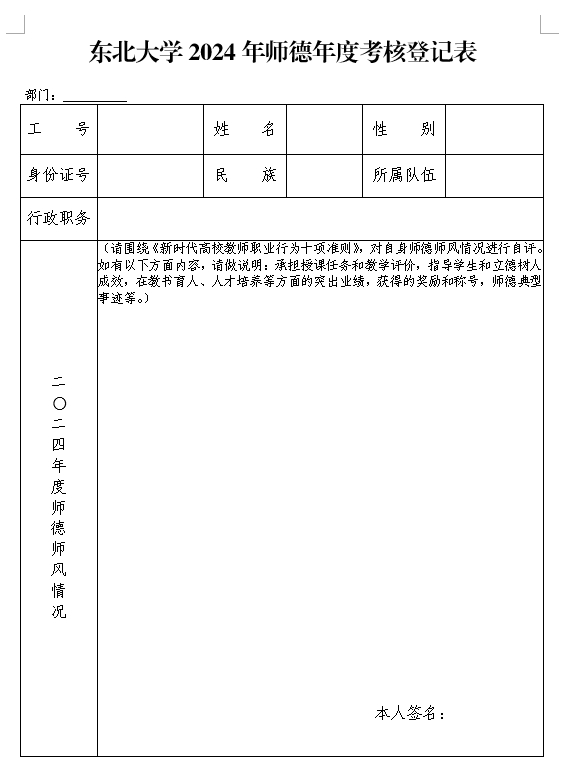 东北大学 2024 年师德年度考核登记表
部门：
工 号 姓 名 性 别
身份证号 民 族 所属队伍
行政职务
（请围绕《新时代高校教师职业行为十项准则》，对自身师德师风情况进行自评。
如有以下方面内容，请做说明：承担授课任务和教学评价，指导学生和立德树人
成效，在教书育人、人才培养等方面的突出业绩，获得的奖励和称号，师德典型
事迹等。）
二〇二四年度师德师风情况
本人签名：